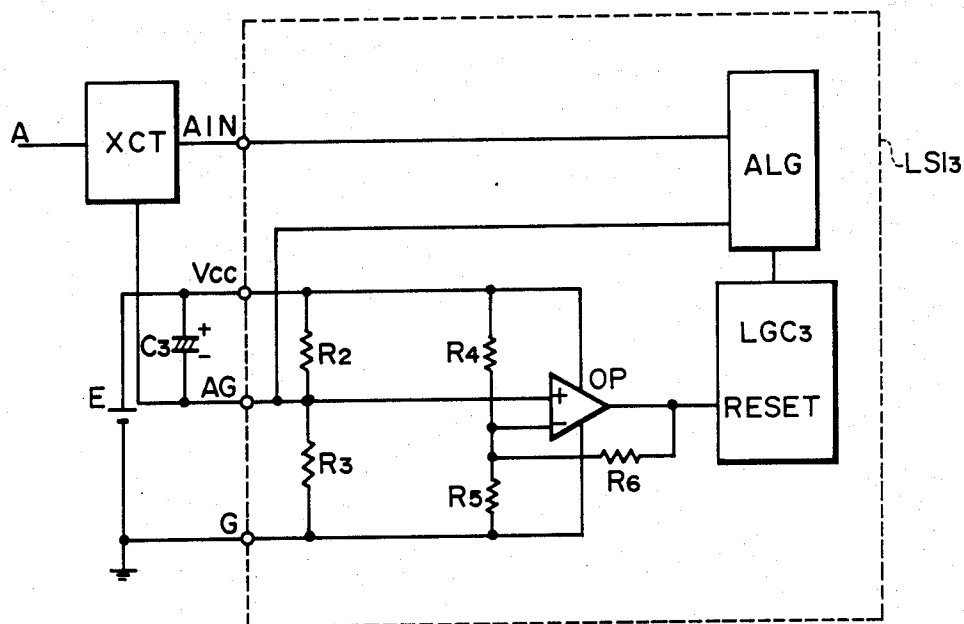 A
XCT
AIN
ALG
LSI3
Vcc
C3
+
-
R2
R4
LGC3
OP
AG
+
-
RESET
E
R3
R5
R6
G